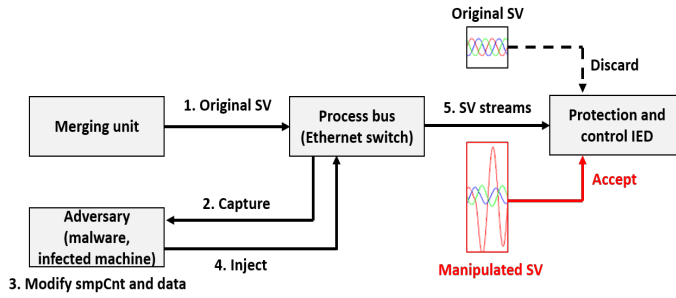 Original SV
Discard
1. Original SV
5. SV streams
Merging unit
Process bus
(Ethernet switch)
Protection and
control IED
2. Capture
Accept
Adversary
(malware,
infected machine)
4. Inject
Manipulated SV
3. Modify smpCnt and data